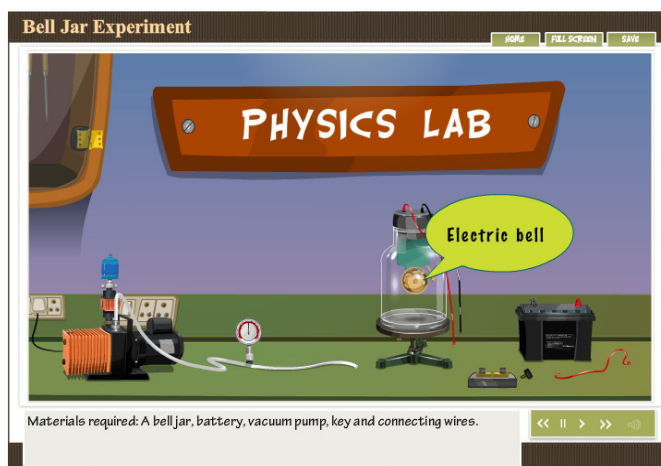 Bell Jar Experiment
HOME FULL SCREEN SAVE
PHYSICS LAB
Electric bell
Materials required: A bell jar, battery, vacuum pump, key and connecting wires.